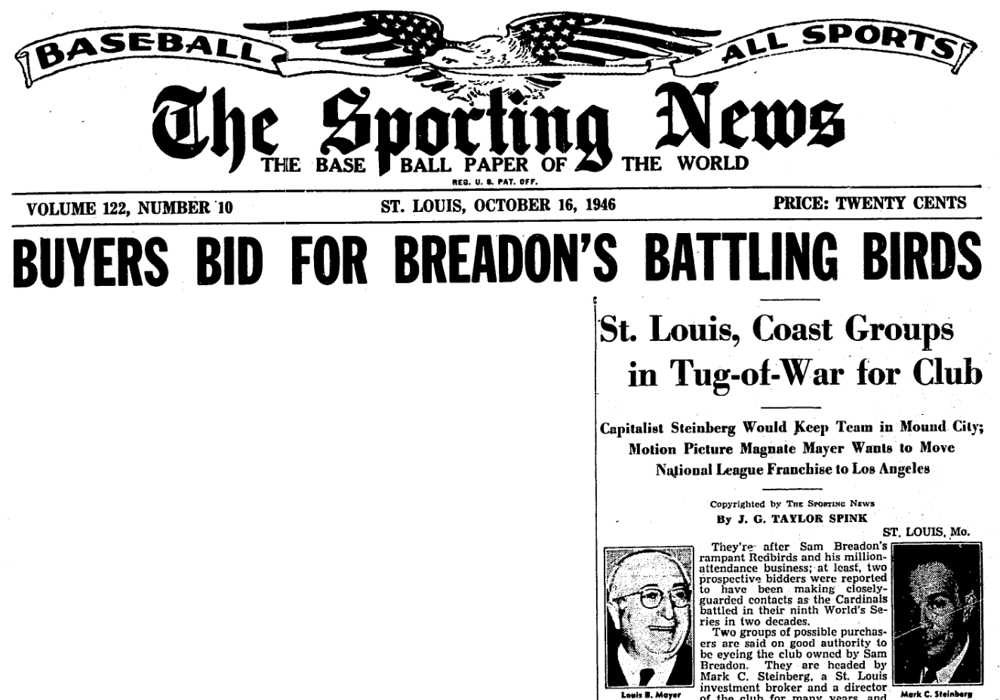 BASEBALL
ALL SPORTS
The Sporting News
THE BASE BALL PAPER OF THE WORLD
REG. U. S. PAT. OFF.
VOLUME 122, NUMBER 10
ST. LOUIS, OCTOBER 16, 1946
PRICE: TWENTY CENTS
BUYERS BID FOR BREADON'S BATTLING BIRDS
St. Louis, Coast Groups
in Tug-of-War for Club
Capitalist Steinberg Would Keep Team in Mound City;
Motion Picture Magnate Mayer Wants to Move
National League Franchise to Los Angeles
Copyrighted by THE SPORTING NEWS
By J. G. TAYLOR SPINK
ST. LOUIS, Mo.
They're after Sam Breadon's
rampant Redbirds and his million-
attendance business; at least, two
prospective bidders were reported
to have been making closely-
guarded contacts as the Cardinals
battled in their ninth World's Se-
ries in two decades.
Two groups of possible purchas-
ers are said on good authority to
be eyeing the club owned by Sam
Breadon. They are headed by
Mark C. Steinberg, a St. Louis
investment broker and a director
of the club for many years, and
Louis B. Mayer
Mark C. Steinberg